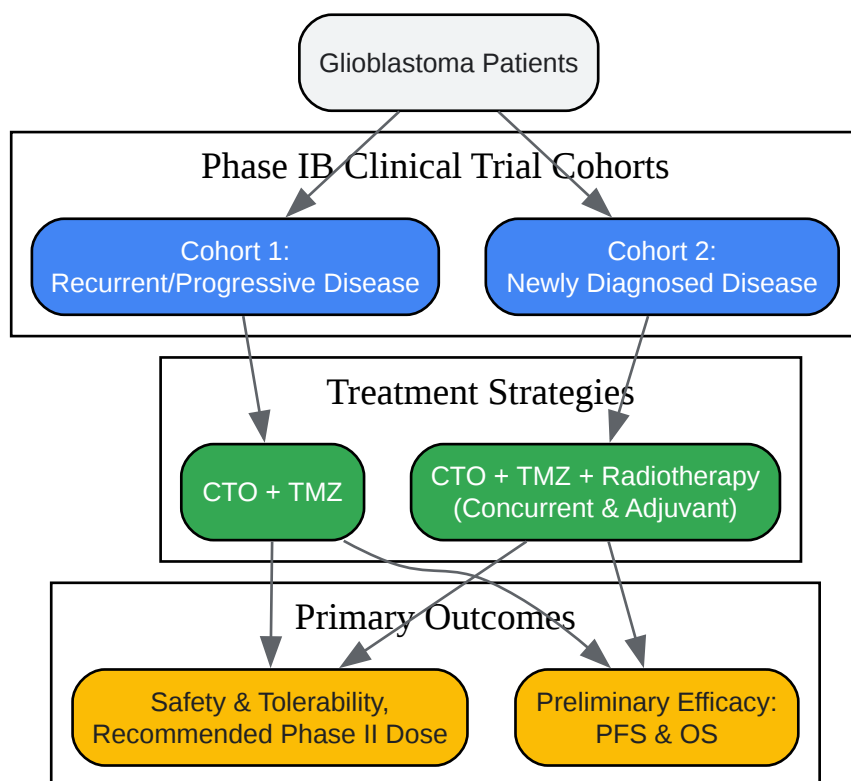 Glioblastoma Patients
Phase IB Clinical Trial Cohorts
Cohort 1:
Recurrent/Progressive Disease
Cohort 2:
Newly Diagnosed Disease
Treatment Strategies
CTO + TMZ
CTO + TMZ + Radiotherapy
(Concurrent & Adjuvant)
Primary Outcomes
Safety & Tolerability,
Recommended Phase II Dose
Preliminary Efficacy:
PFS & OS